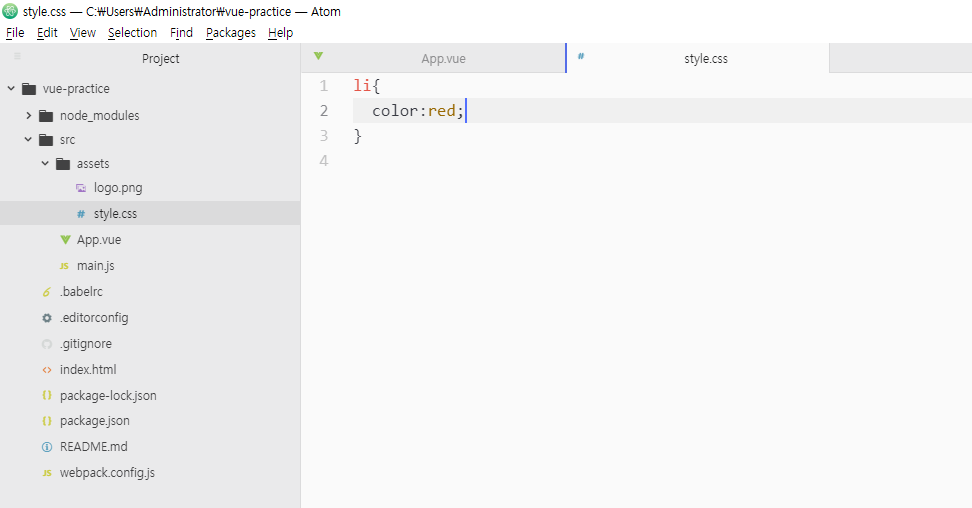 style.css — C:₩Users₩Administrator₩vue-practice — Atom
File Edit View Selection Find Packages Help
Project
vue-practice
node_modules
src
assets
logo.png
# style.css
App.vue
JS main.js
.babelrc
.editorconfig
.gitignore
<> index.html
{} package-lock.json
{} package.json
README.md
JS webpack.config.js
App.vue
# style.css
1 li{
2 color:red;
3 }
4